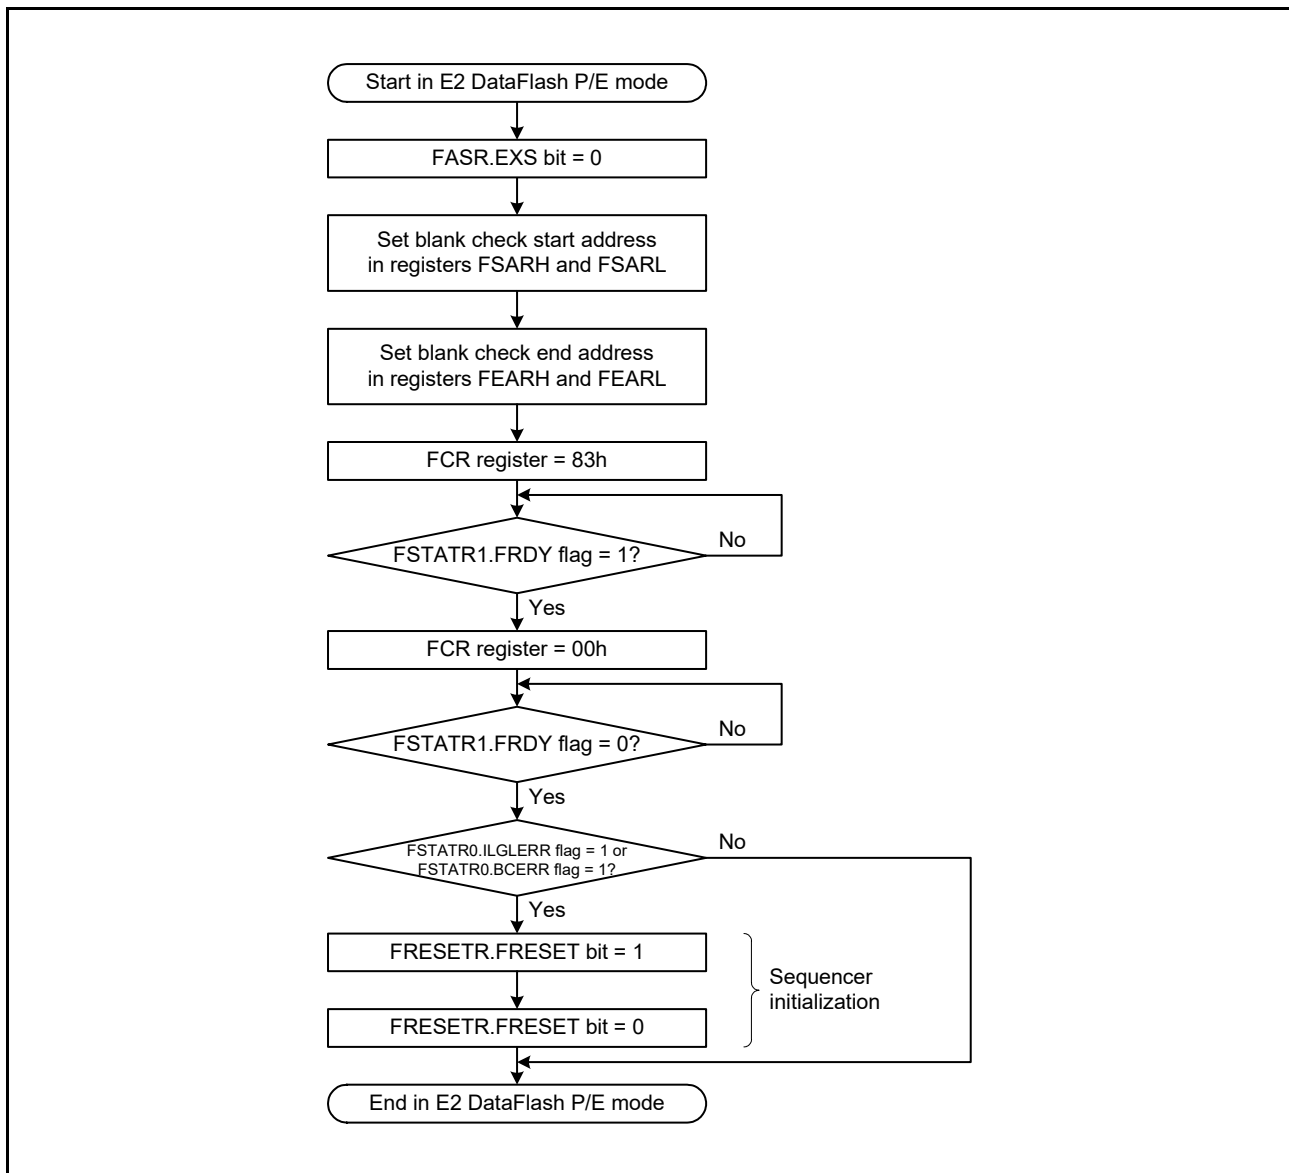 Start in E2 DataFlash P/E mode
FASR.EXS bit = 0
Set blank check start address
in registers FSARH and FSARL
Set blank check end address
in registers FEARH and FEARL
FCR register = 83h
FSTATR1.FRDY flag = 1?
No
Yes
FCR register = 00h
FSTATR1.FRDY flag = 0?
No
Yes
FSTATR0.ILGLERR flag = 1 or
FSTATR0.BCERR flag = 1?
No
Yes
FRESETR.FRESET bit = 1
Sequencer
initialization
FRESETR.FRESET bit = 0
End in E2 DataFlash P/E mode